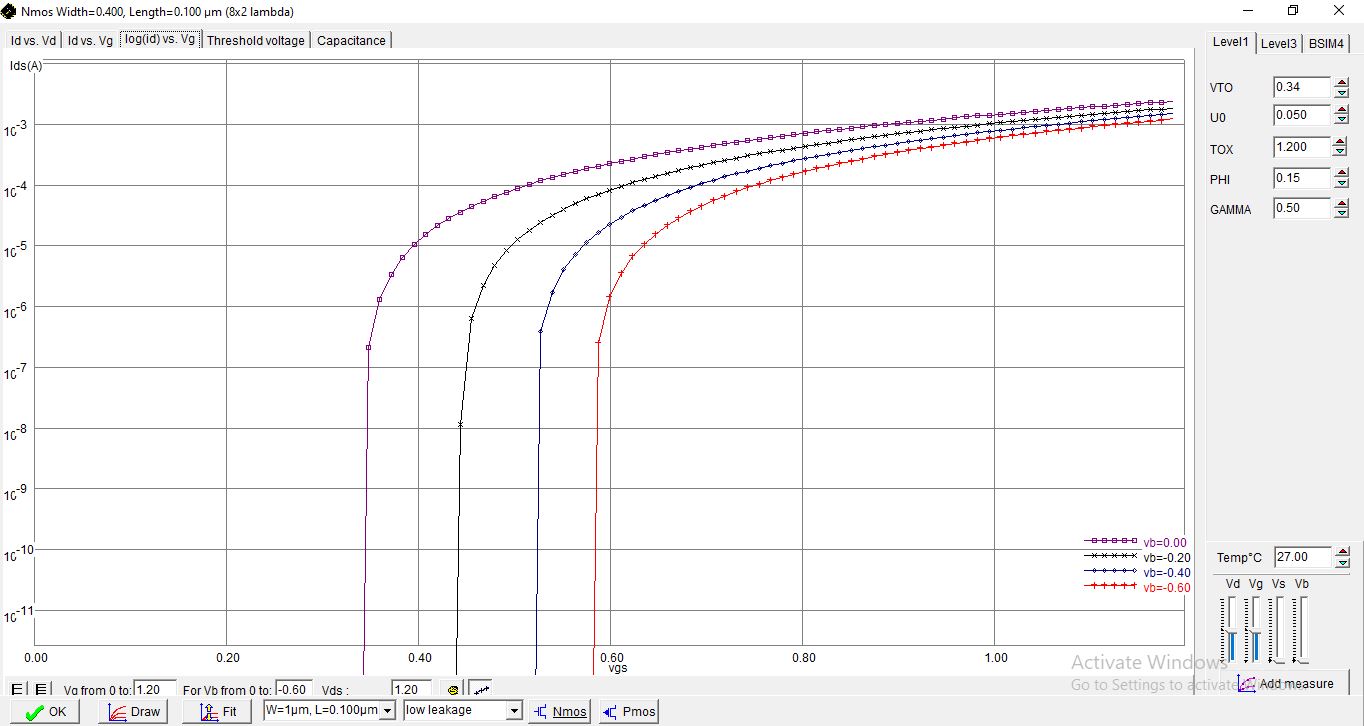 Nmos Width=0.400, Length=0.100 µm (8x2 lambda)
Id vs. Vd Id vs. Vg log(id) vs. Vg Threshold voltage Capacitance
Level1 Level3 BSIM4
Ids(A)
VTO 0.34
U0 0.050
TOX 1.200
PHI 0.15
GAMMA 0.50
10-3
10-4
10-5
10-6
10-7
10-8
10-9
10-10
10-11
vb=0.00
vb=-0.20
vb=-0.40
vb=-0.60
0.00 0.20 0.40 0.60 0.80 1.00
vgs
Temp°C 27.00
Vd Vg Vs Vb
Activate Windows
Go to Settings to activate
Add measure
Vg from 0 to: 1.20 For Vb from 0 to: -0.60 Vds : 1.20
OK Draw Fit W=1µm, L=0.100µm low leakage Nmos Pmos